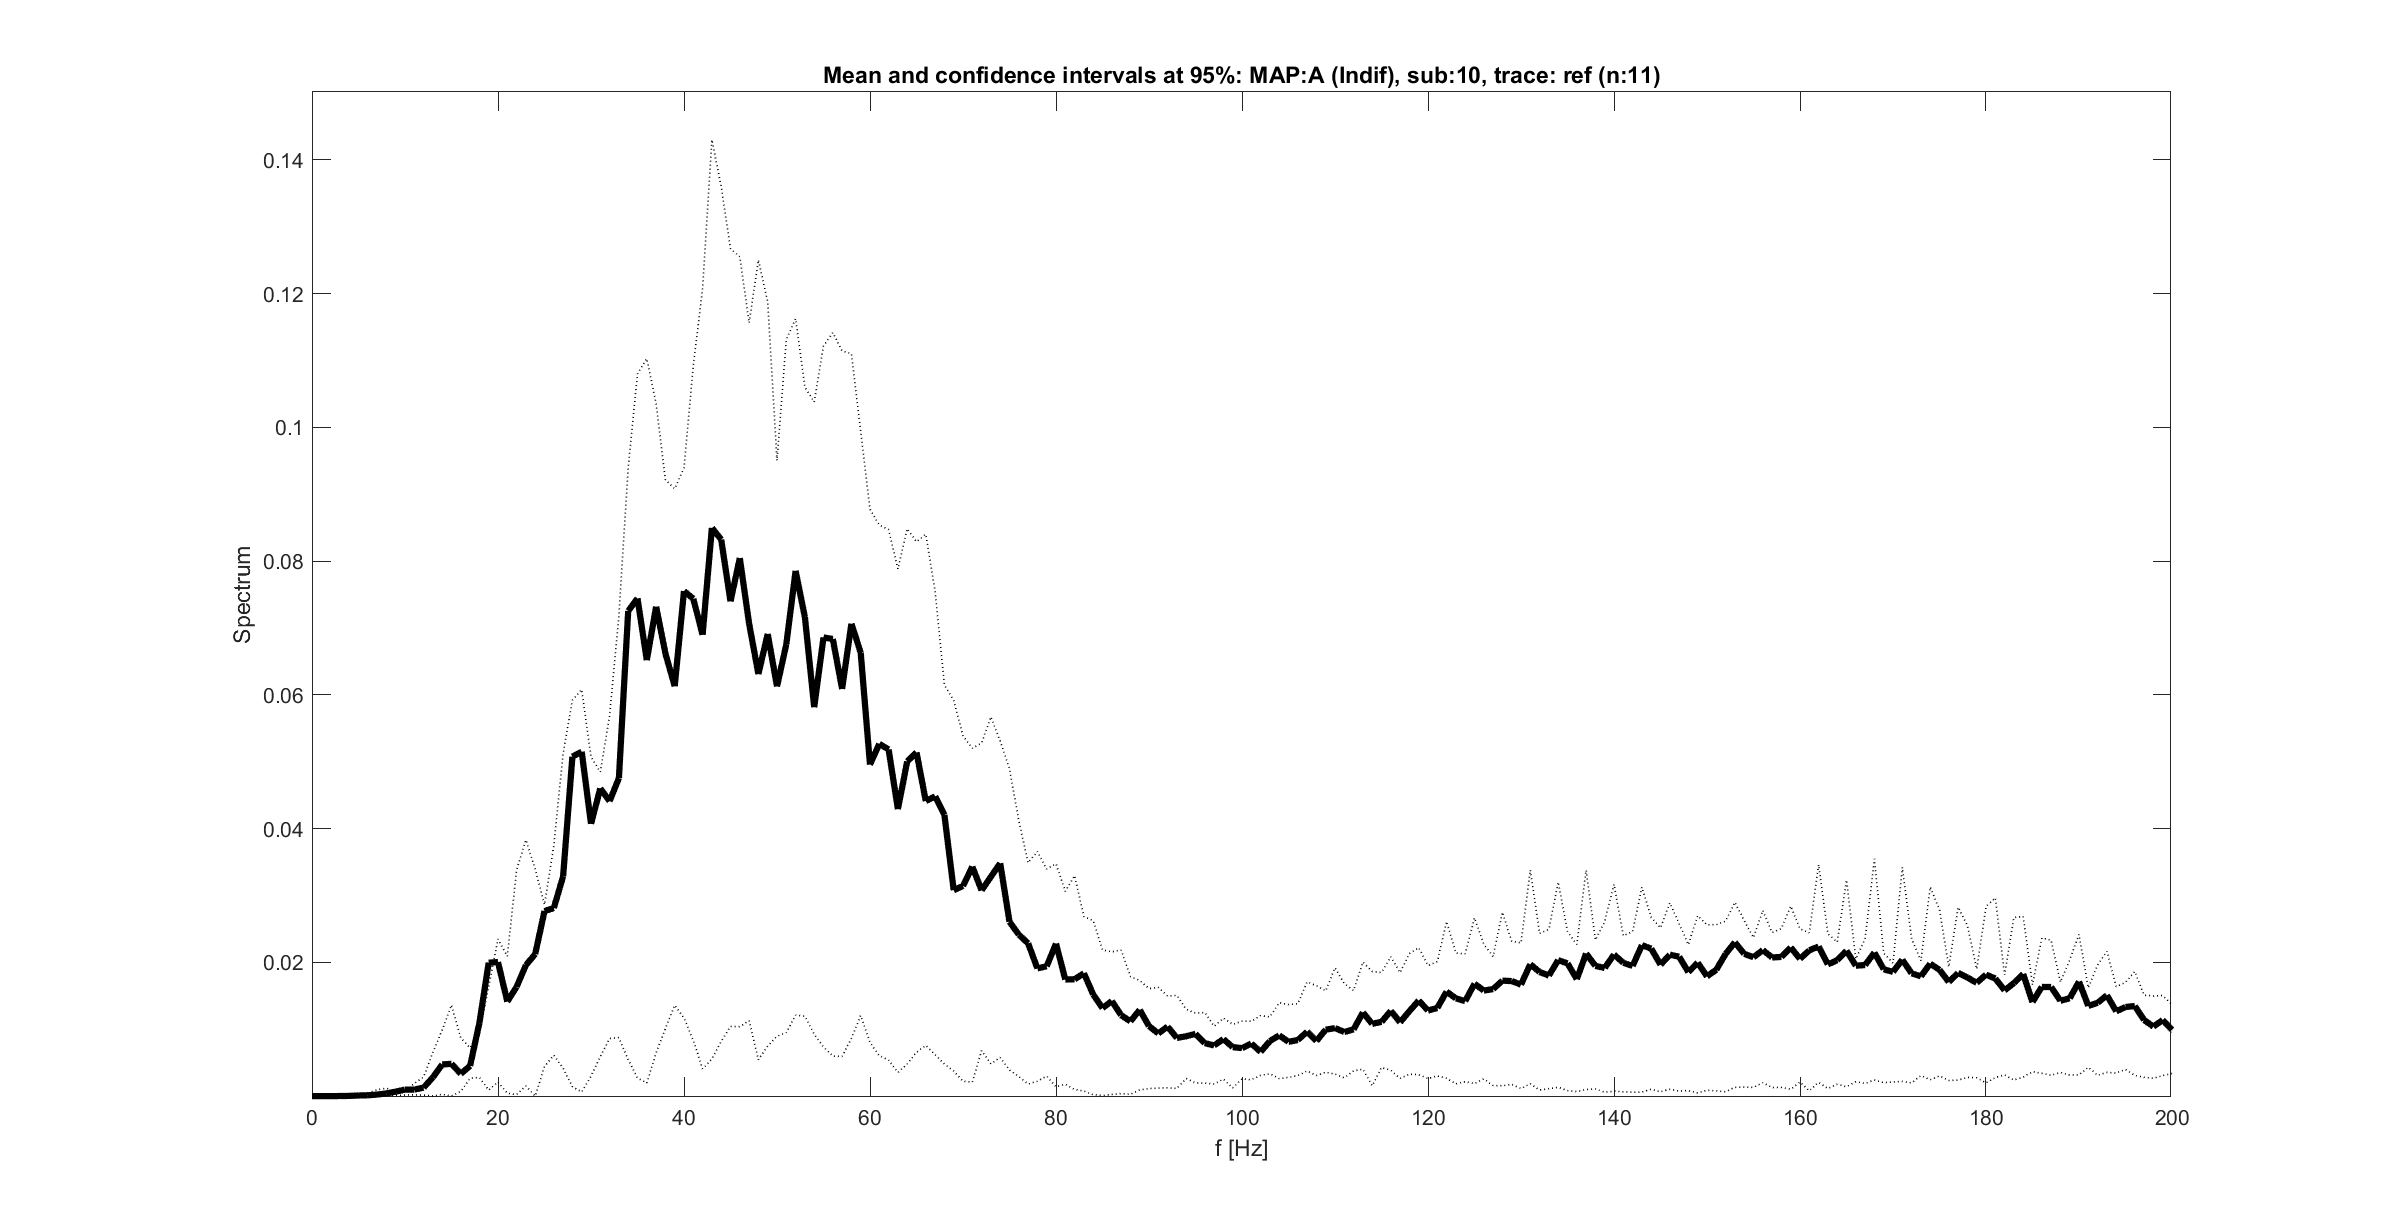 Mean and confidence intervals at 95%: MAP:A (Indif), sub:10, trace: ref (n:11)
0.14
0.12
0.1
0.08
0.06
0.04
0.02
Spectrum
0 20 40 60 80 100 120 140 160 180 200
f [Hz]